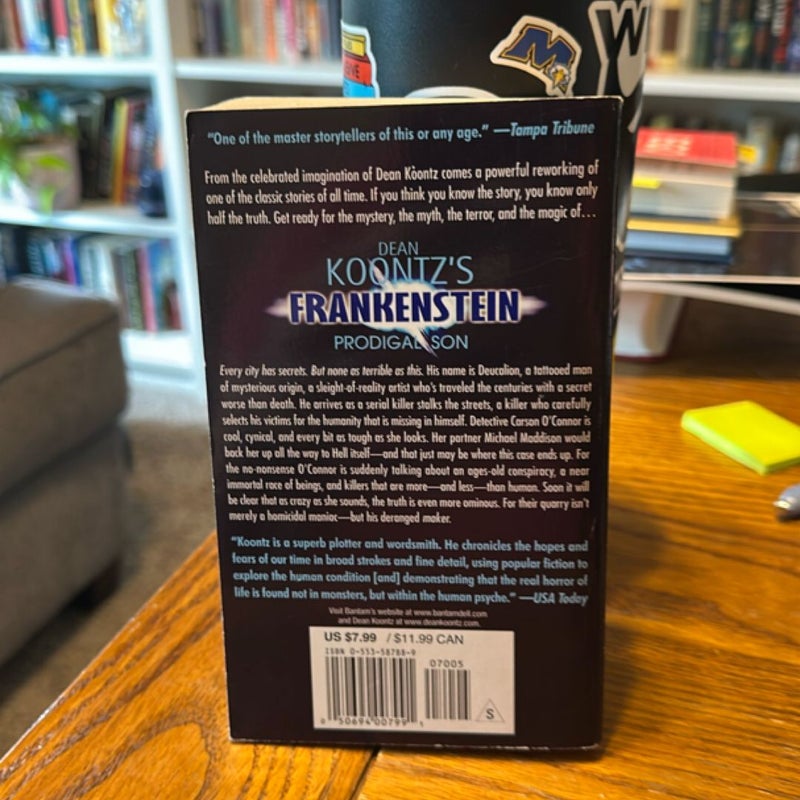 "One of the master storytellers of this or any age." —Tampa Tribune
From the celebrated imagination of Dean Koontz comes a powerful reworking of
one of the classic stories of all time. If you think you know the story, you know only
half the truth. Get ready for the mystery, the myth, the terror, and the magic of...
DEAN
KOONTZ'S
FRANKENSTEIN
PRODIGAL SON
Every city has secrets. But none as terrible as this. His name is Deucalion, a tattooed man
of mysterious origin, a sleight-of-reality artist who's traveled the centuries with a secret
worse than death. He arrives as a serial killer stalks the streets, a killer who carefully
selects his victims for the humanity that is missing in himself. Detective Carson O'Connor is
cool, cynical, and every bit as tough as she looks. Her partner Michael Maddison would
back her up all the way to Hell itself—and that just may be where this case ends up. For
the no-nonsense O'Connor is suddenly talking about an ages-old conspiracy, a near
immortal race of beings, and killers that are more—and less—than human. Soon it will
be clear that as crazy as she sounds, the truth is even more ominous. For their quarry isn't
merely a homicidal maniac—but his deranged maker.
"Koontz is a superb plotter and wordsmith. He chronicles the hopes and
fears of our time in broad strokes and fine detail, using popular fiction to
explore the human condition [and] demonstrating that the real horror of
life is found not in monsters, but within the human psyche." —USA Today
Visit Bantam's website at www.bantamdell.com
and Dean Koontz at www.deankoontz.com.
US $7.99 / $11.99 CAN
ISBN 0-553-58788-9
07005
0 50694 00799 5
S
M
W